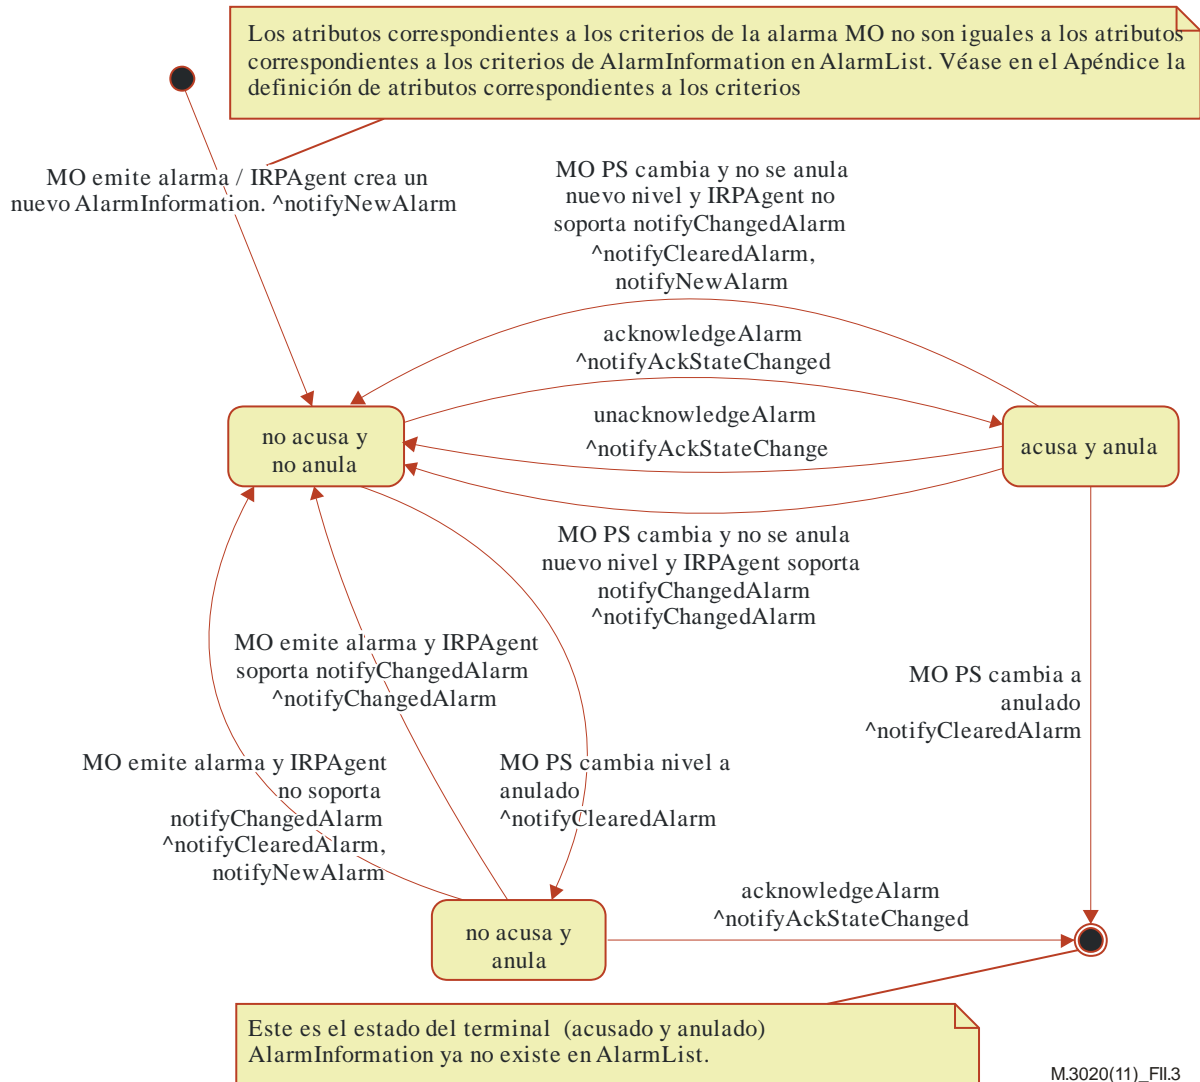 Los atributos correspondientes a los criterios de la alarma MO no son iguales a los atributos
correspondientes a los criterios de AlarmInformation en AlarmList. Véase en el Apéndice la
definición de atributos correspondientes a los criterios
MO emite alarma / IRPAgent crea un
nuevo AlarmInformation. ^notifyNewAlarm
MO PS cambia y no se anula
nuevo nivel y IRPAgent no
soporta notifyChangedAlarm
^notifyClearedAlarm,
notifyNewAlarm
acknowledgeAlarm
^notifyAckStateChanged
unacknowledgeAlarm
^notifyAckStateChange
no acusa y
no anula
acusa y anula
MO PS cambia y no se anula
nuevo nivel y IRPAgent soporta
notifyChangedAlarm
^notifyChangedAlarm
MO emite alarma y IRPAgent
soporta notifyChangedAlarm
^notifyChangedAlarm
MO PS cambia a
anulado
^notifyClearedAlarm
MO emite alarma y IRPAgent
no soporta
notifyChangedAlarm
^notifyClearedAlarm,
notifyNewAlarm
MO PS cambia nivel a
anulado
^notifyClearedAlarm
acknowledgeAlarm
^notifyAckStateChanged
no acusa y
anula
Este es el estado del terminal (acusado y anulado)
AlarmInformation ya no existe en AlarmList.
M.3020(11)_FII.3